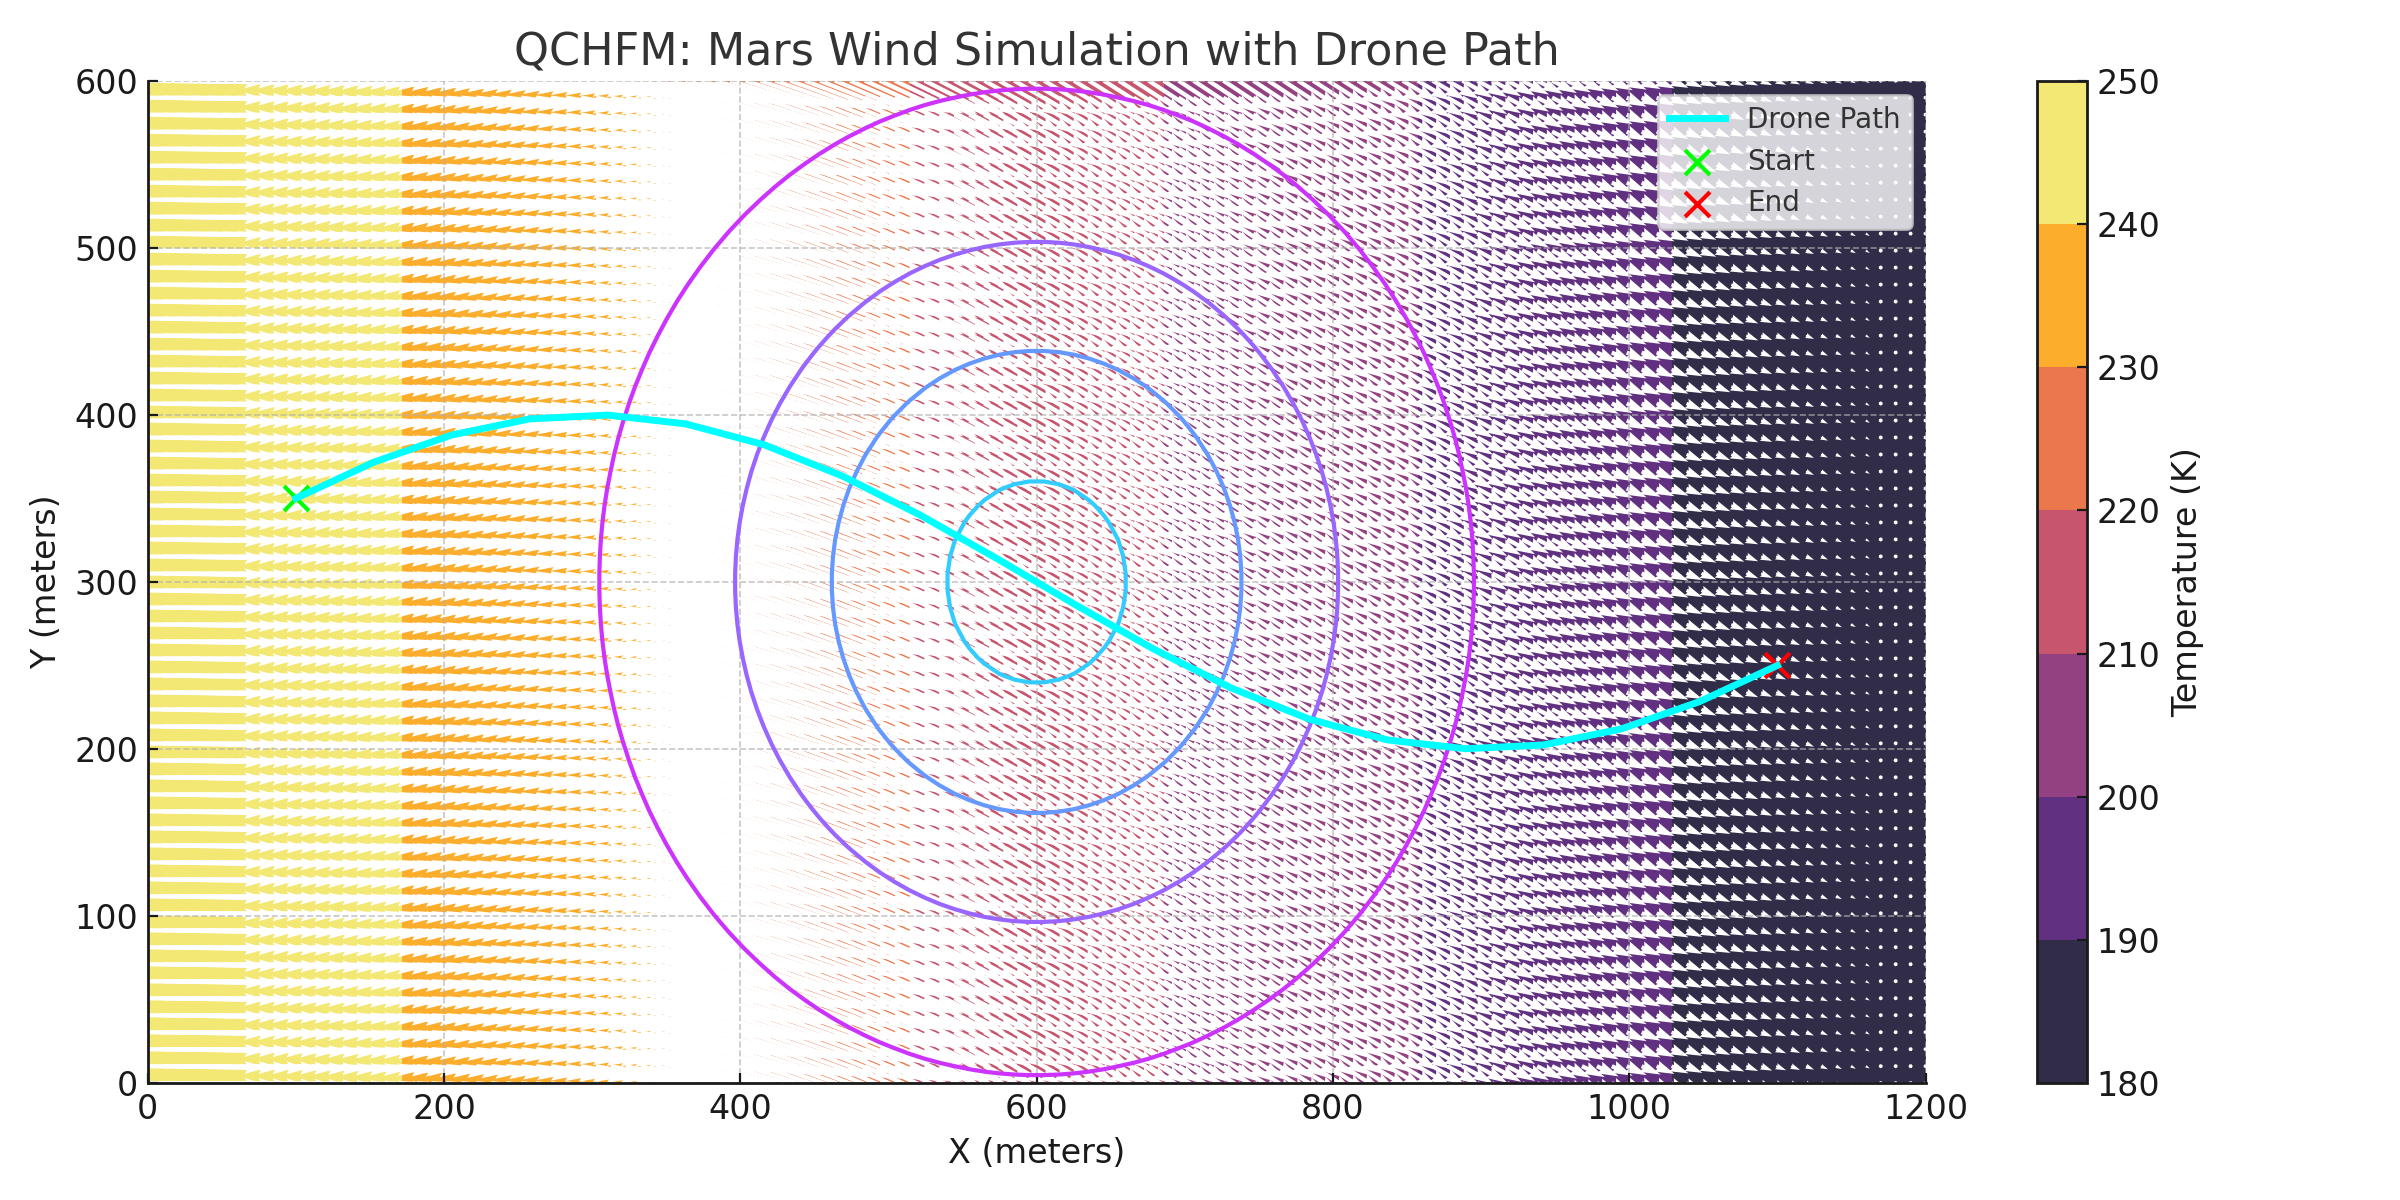 QCHFM: Mars Wind Simulation with Drone Path
600
500
400
300
200
100
0
Y (meters)
0 200 400 600 800 1000 1200
X (meters)
Drone Path
Start
End
250
240
230
220
210
200
190
180
Temperature (K)